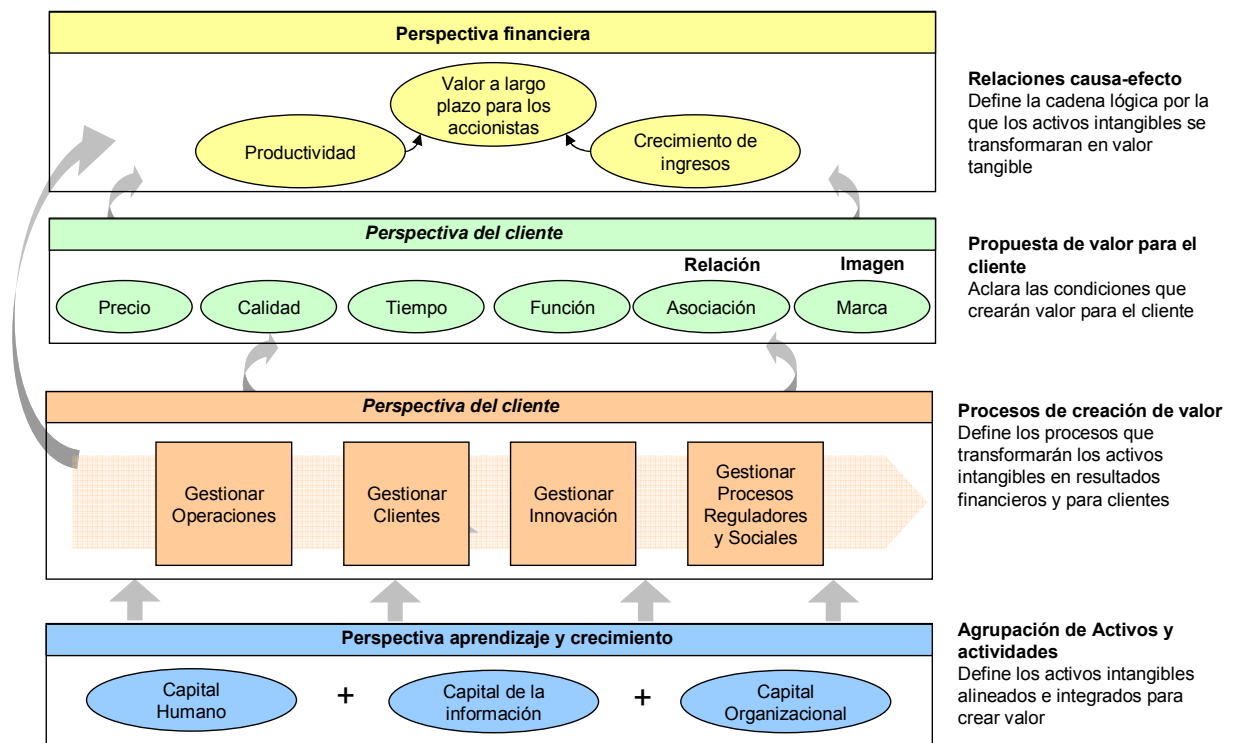 Perspectiva financiera
Valor a largo
plazo para los
accionistas
Productividad
Crecimiento de
ingresos
Relaciones causa-efecto
Define la cadena lógica por la
que los activos intangibles se
transformaran en valor
tangible
Perspectiva del cliente
Relación
Imagen
Precio
Calidad
Tiempo
Función
Asociación
Marca
Propuesta de valor para el
cliente
Aclara las condiciones que
crearán valor para el cliente
Perspectiva del cliente
Gestionar
Operaciones
Gestionar
Clientes
Gestionar
Innovación
Gestionar
Procesos
Reguladores
y Sociales
Procesos de creación de valor
Define los procesos que
transformarán los activos
intangibles en resultados
financieros y para clientes
Perspectiva aprendizaje y crecimiento
Capital
Humano
+
Capital de la
información
+
Capital
Organizacional
Agrupación de Activos y
actividades
Define los activos intangibles
alineados e integrados para
crear valor